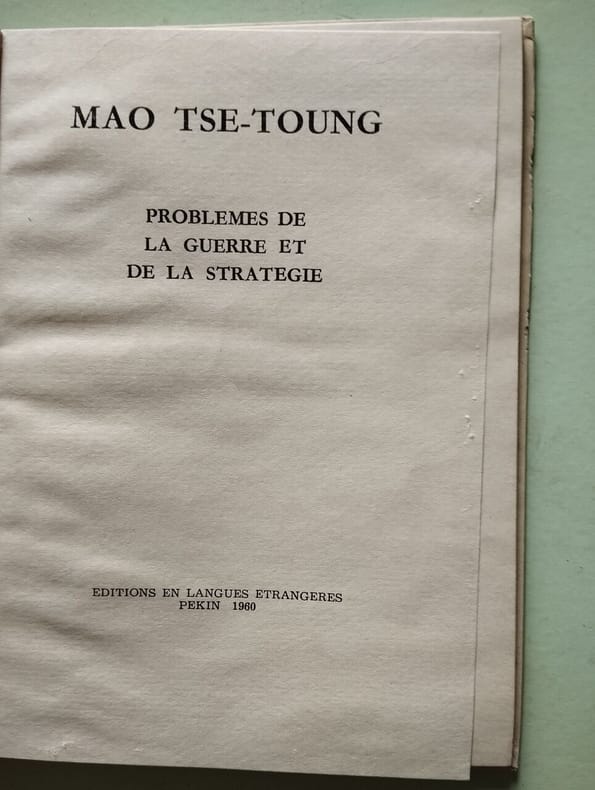 MAO TSE-TOUNG
PROBLEMES DE
LA GUERRE ET
DE LA STRATEGIE
EDITIONS EN LANGUES ETRANGERES
PEKIN 1960